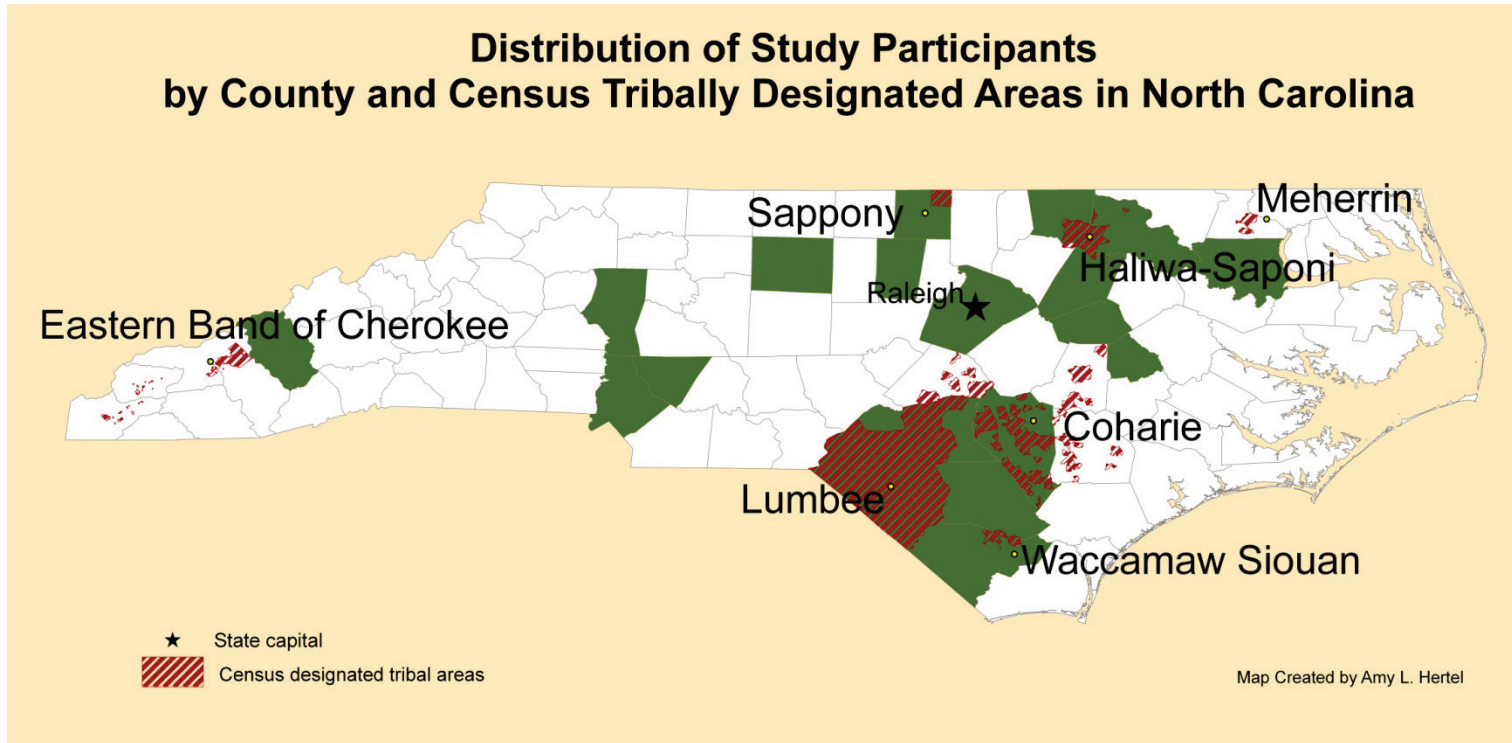 Distribution of Study Participants
by County and Census Tribally Designated Areas in North Carolina
Sappony
Meherrin
Haliwa-Saponi
Raleigh
Eastern Band of Cherokee
Coharie
Lumbee
Waccamaw Siouan
State capital
Census designated tribal areas
Map Created by Amy L. Hertel